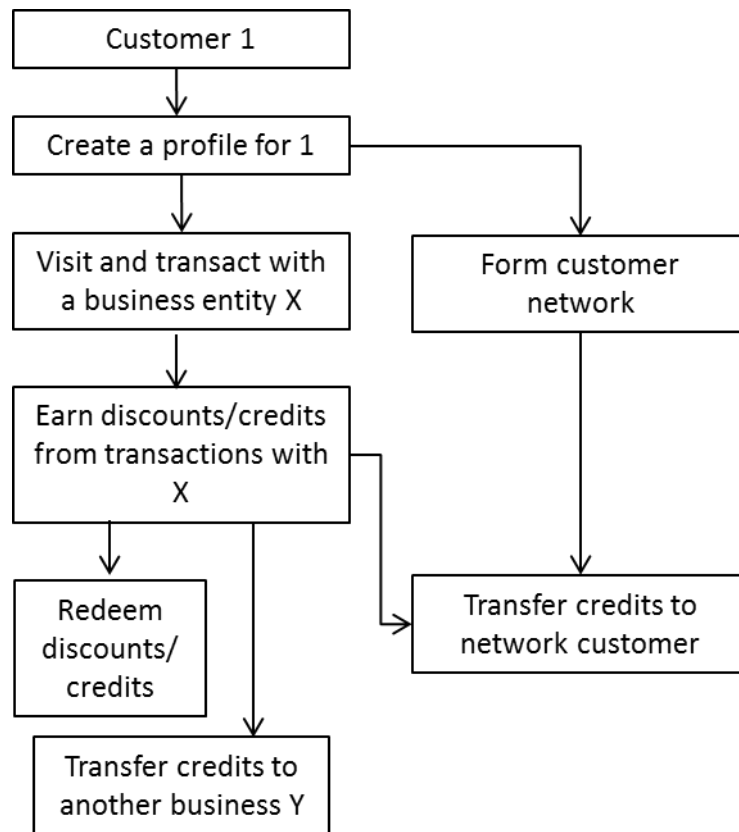 Customer 1
Create a profile for 1
Visit and transact with
a business entity X
Form customer
network
Earn discounts/credits
from transactions with
X
Redeem
discounts/
credits
Transfer credits to
network customer
Transfer credits to
another business Y